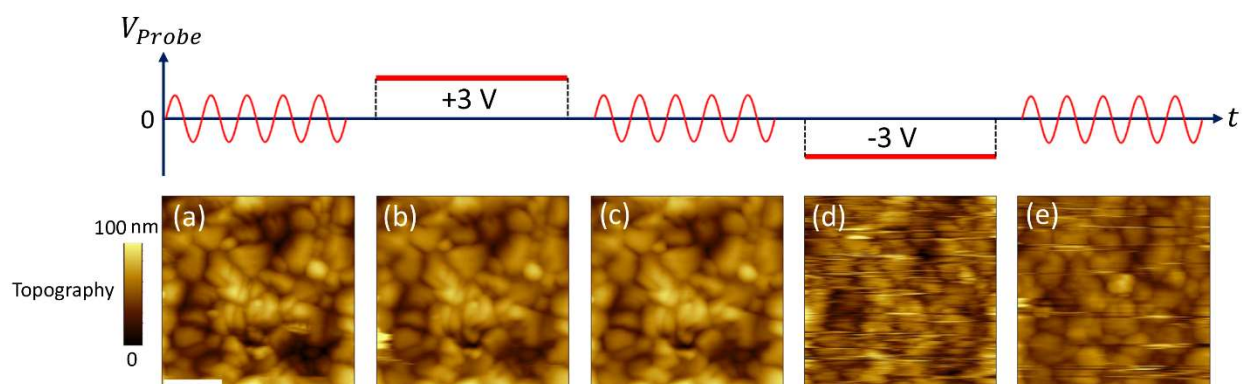 V_Probe
0
+3 V
-3 V
t
(a)
(b)
(c)
(d)
(e)
100 nm
Topography
0